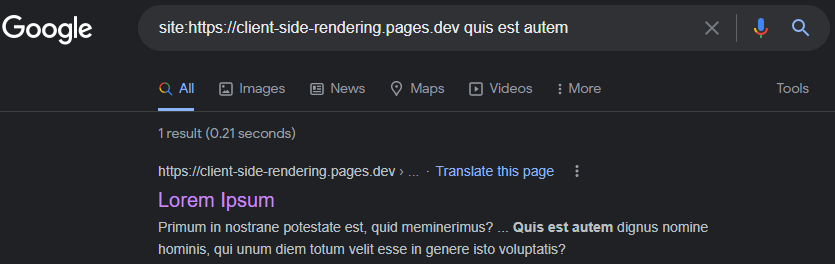 Google
site:https://client-side-rendering.pages.dev quis est autem
All Images News Maps Videos More Tools
1 result (0.21 seconds)
https://client-side-rendering.pages.dev › ... · Translate this page
Lorem Ipsum
Primum in nostrane potestate est, quid meminerimus? ... Quis est autem dignus nomine
hominis, qui unum diem totum velit esse in genere isto voluptatis?